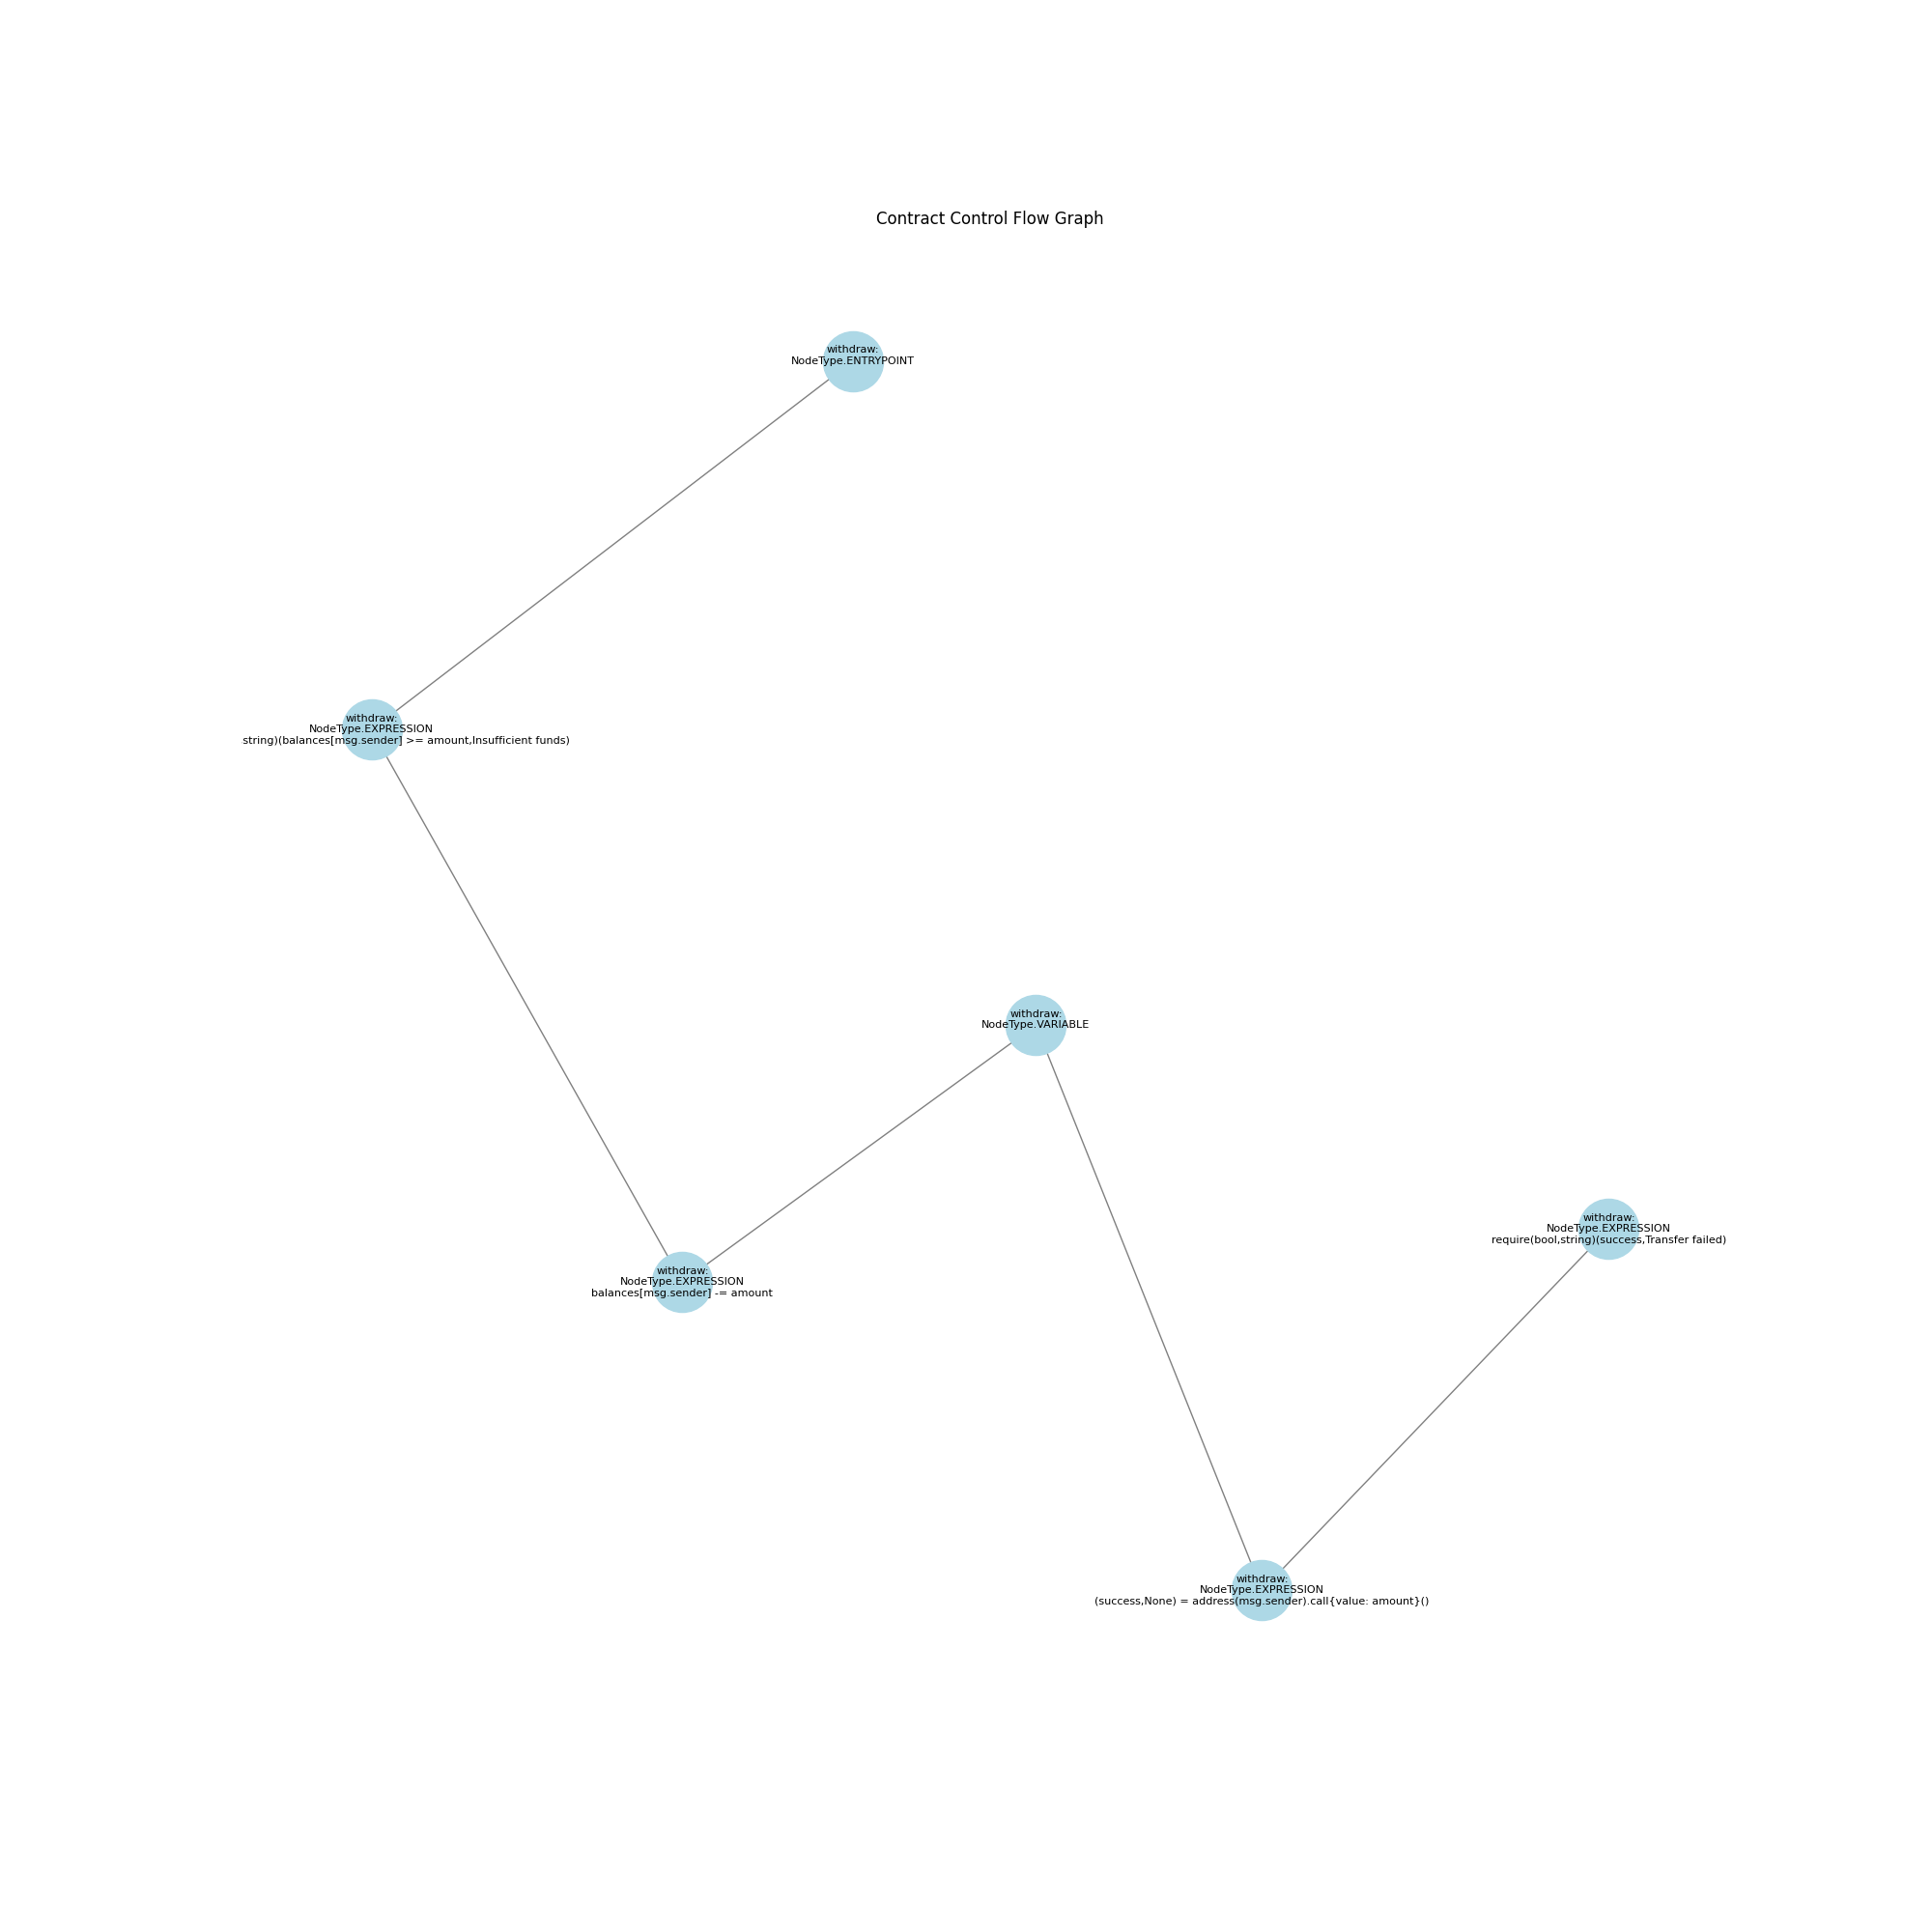 Contract Control Flow Graph
withdraw:
NodeType.ENTRYPOINT
withdraw:
NodeType.EXPRESSION
string)(balances[msg.sender] >= amount,Insufficient funds)
withdraw:
NodeType.VARIABLE
withdraw:
NodeType.EXPRESSION
require(bool,string)(success,Transfer failed)
withdraw:
NodeType.EXPRESSION
balances[msg.sender] -= amount
withdraw:
NodeType.EXPRESSION
(success,None) = address(msg.sender).call{value: amount}()